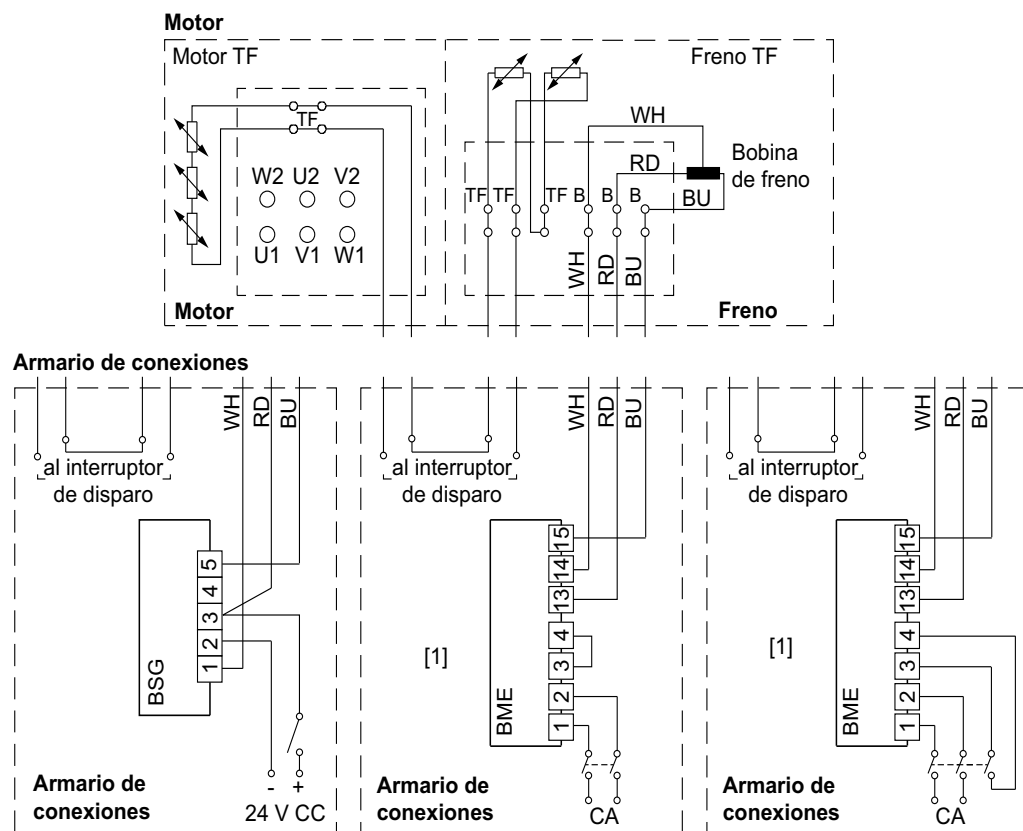 Motor
Motor TF
Freno TF
TF
WH
RD
BU
Bobina
de freno
W2 U2 V2
U1 V1 W1
TF TF TF B B B
WH RD BU
Motor
Freno
Armario de conexiones
WH RD BU
al interruptor
de disparo
BSG
5
4
3
2
1
- +
24 V CC
Armario de
conexiones
WH RD BU
al interruptor
de disparo
[1]
BME
15
14
13
4
3
2
1
CA
Armario de
conexiones
WH RD BU
al interruptor
de disparo
[1]
BME
15
14
13
4
3
2
1
CA
Armario de
conexiones